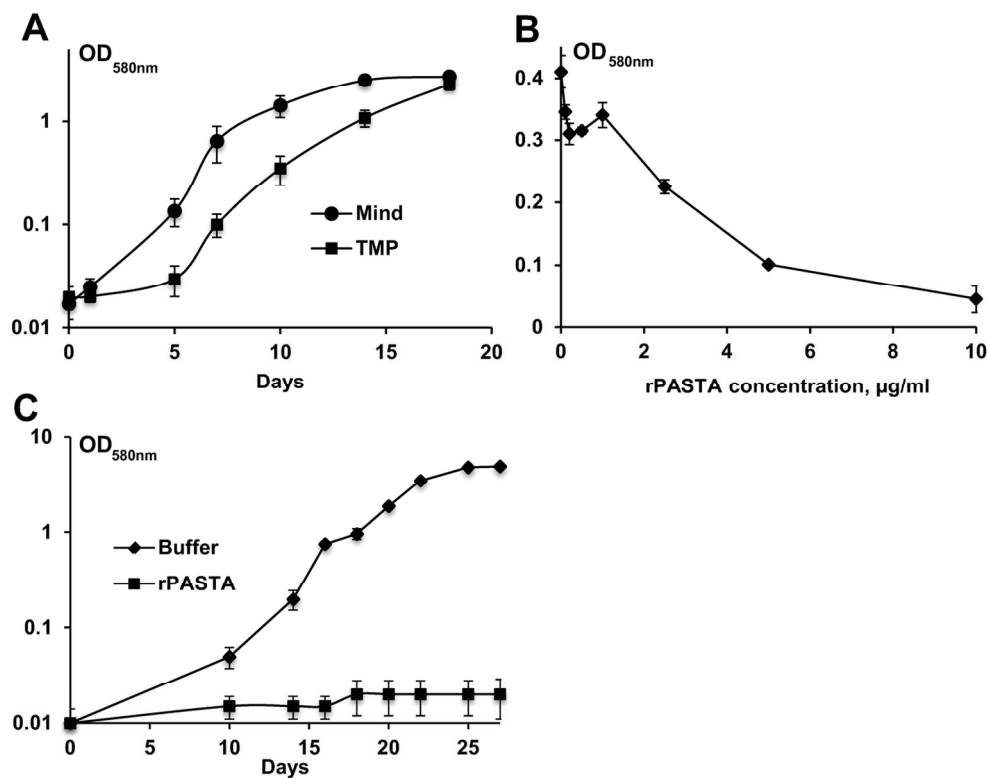 A
OD580nm
1
0.1
0.01
Mind
TMP
0 5 10 15 20
Days
B
OD580nm
0.4
0.3
0.2
0.1
0
0 2 4 6 8 10
rPASTA concentration, µg/ml
C
10
OD580nm
1
0.1
0.01
Buffer
rPASTA
0 5 10 15 20 25
Days